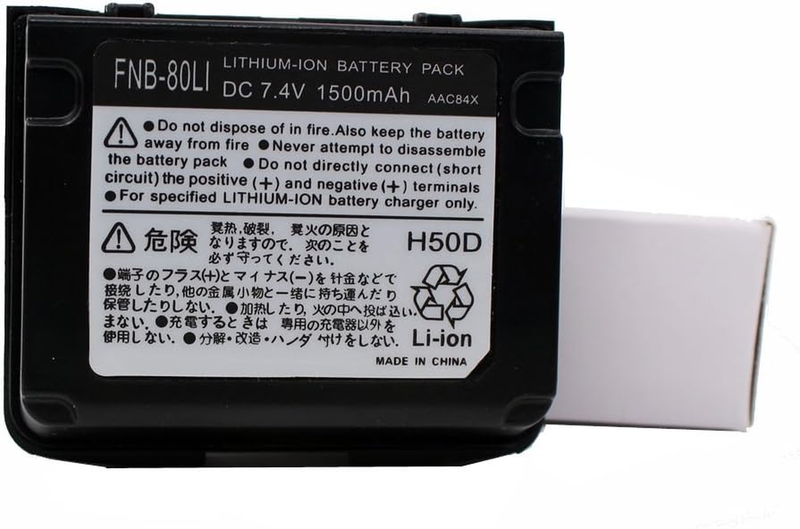 FNB-80LI LITHIUM-ION BATTERY PACK
DC 7.4V 1500mAh AAC84X
●Do not dispose of in fire.Also keep the battery
away from fire ●Never attempt to disassemble
the battery pack ●Do not directly connect (short
circuit) the positive (+) and negative (+) terminals
●For specified LITHIUM-ION battery charger only.
危険
発熱,破裂, 発火の原因と
なりますので、次のことを
必ず守ってください。
H50D
●端子のフラス(+)とマイナス(−)を針金などで
接続したり,他の金属小物と一緒に持ち運んだり
保管したりしない。●加熱したり,火の中へ投ば込い.
まない。●充電するときは 専用の充電器以外を
使用しない。●分解・改造・ハンダ付けをしない。
Li-ion
MADE IN CHINA